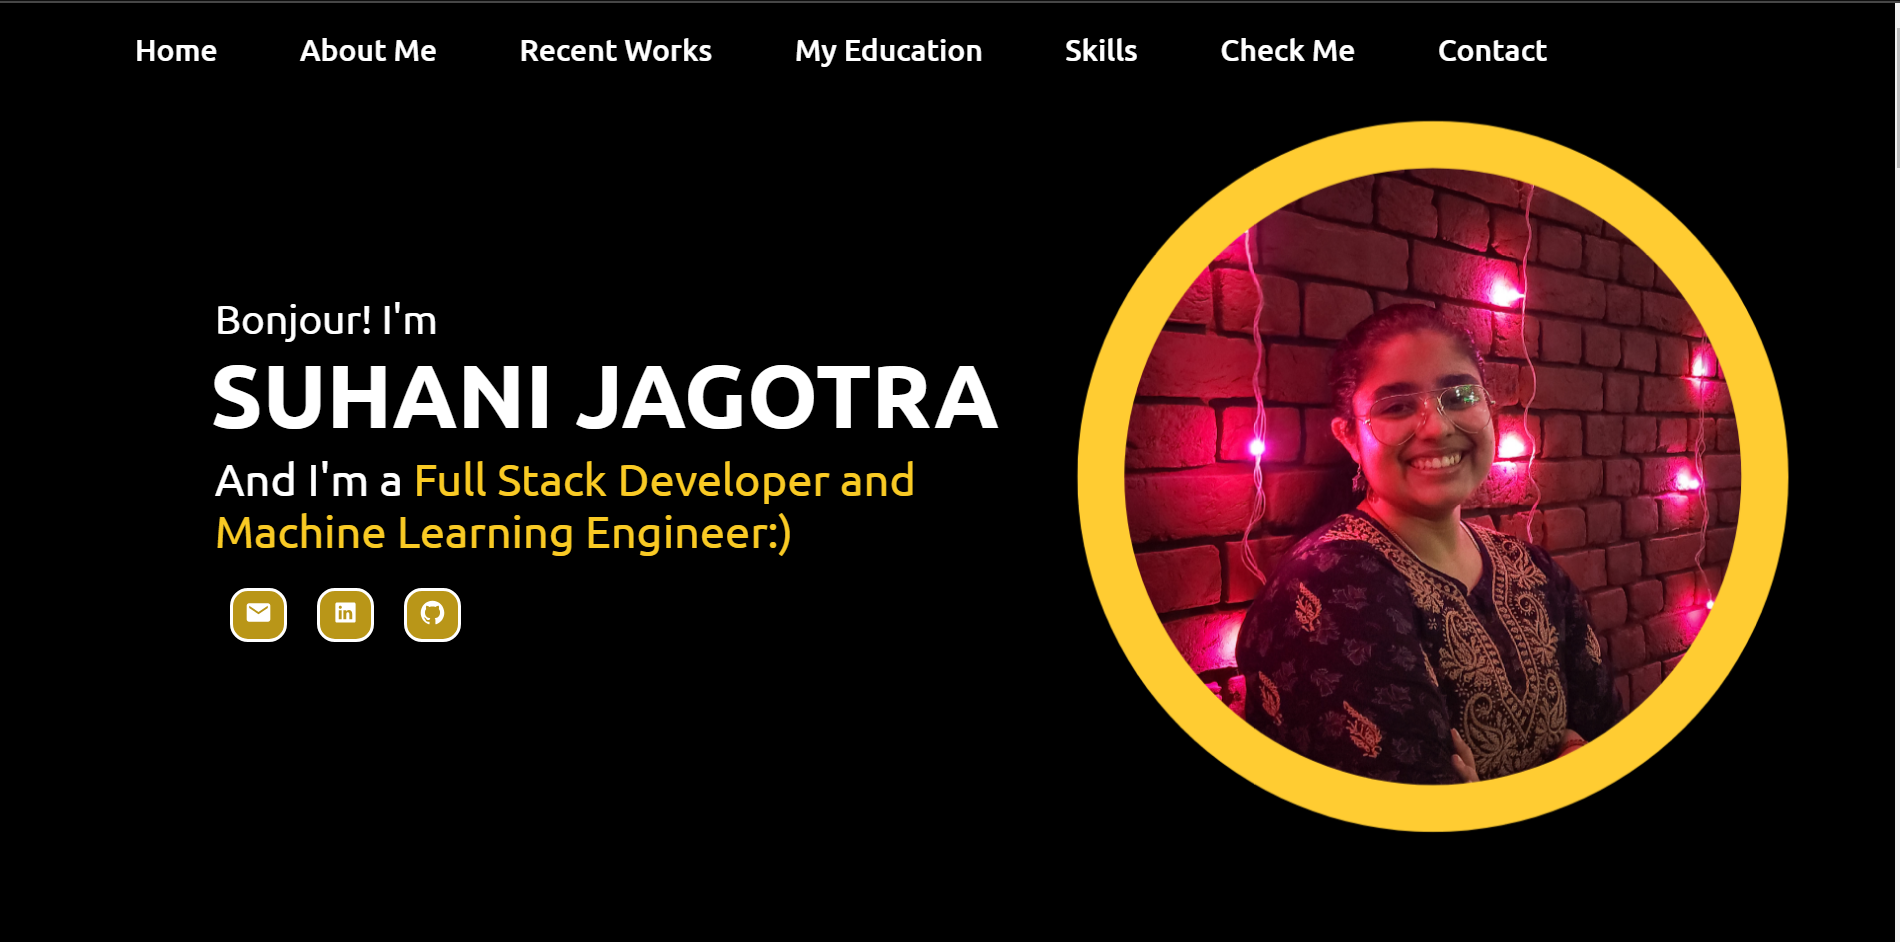 Home About Me Recent Works My Education Skills Check Me Contact
Bonjour! I'm
SUHANI JAGOTRA
And I'm a Full Stack Developer and
Machine Learning Engineer:)
in